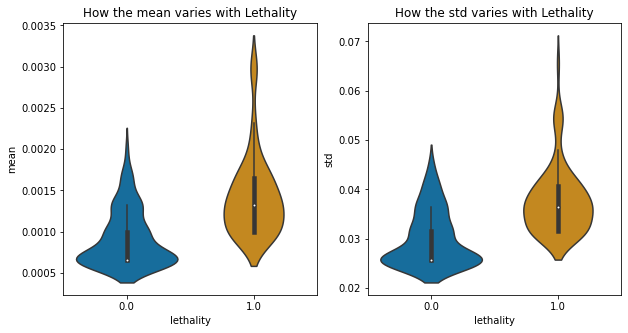 How the mean varies with Lethality
mean
0.0035
0.0030
0.0025
0.0020
0.0015
0.0010
0.0005
0.0
1.0
lethality
How the std varies with Lethality
std
0.07
0.06
0.05
0.04
0.03
0.02
0.0
1.0
lethality